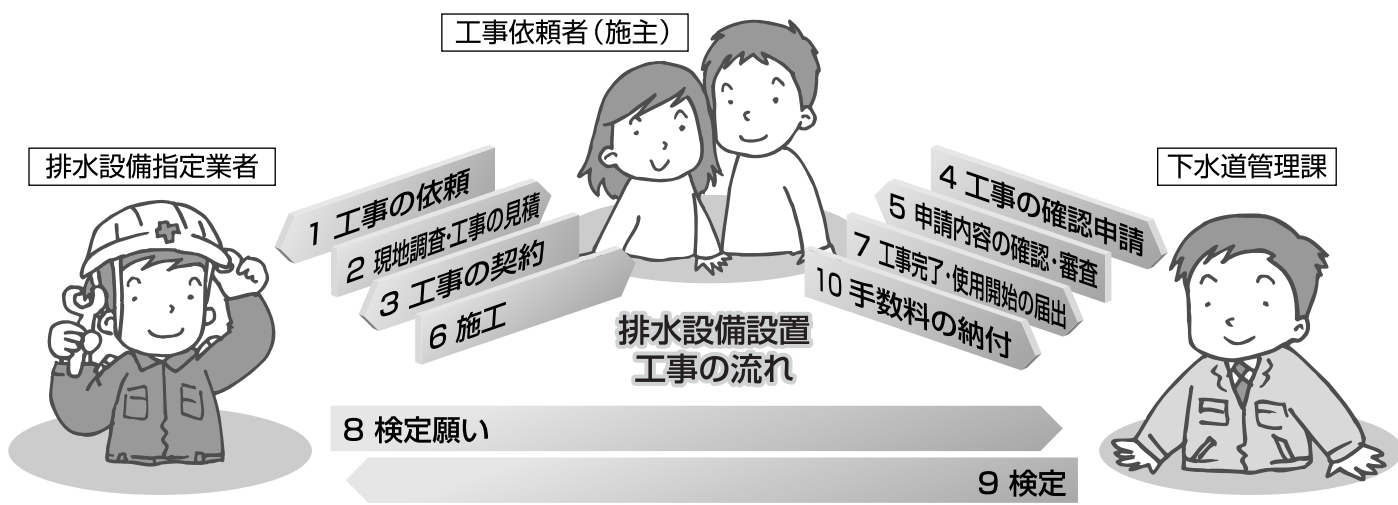 工事依頼者（施主）
排水設備指定業者
下水道管理課
1 工事の依頼
2 現地調査・工事の見積
3 工事の契約
6 施工
4 工事の確認申請
5 申請内容の確認・審査
7 工事完了・使用開始の届出
10 手数料の納付
排水設備設置
工事の流れ
8 検定願い
9 検定